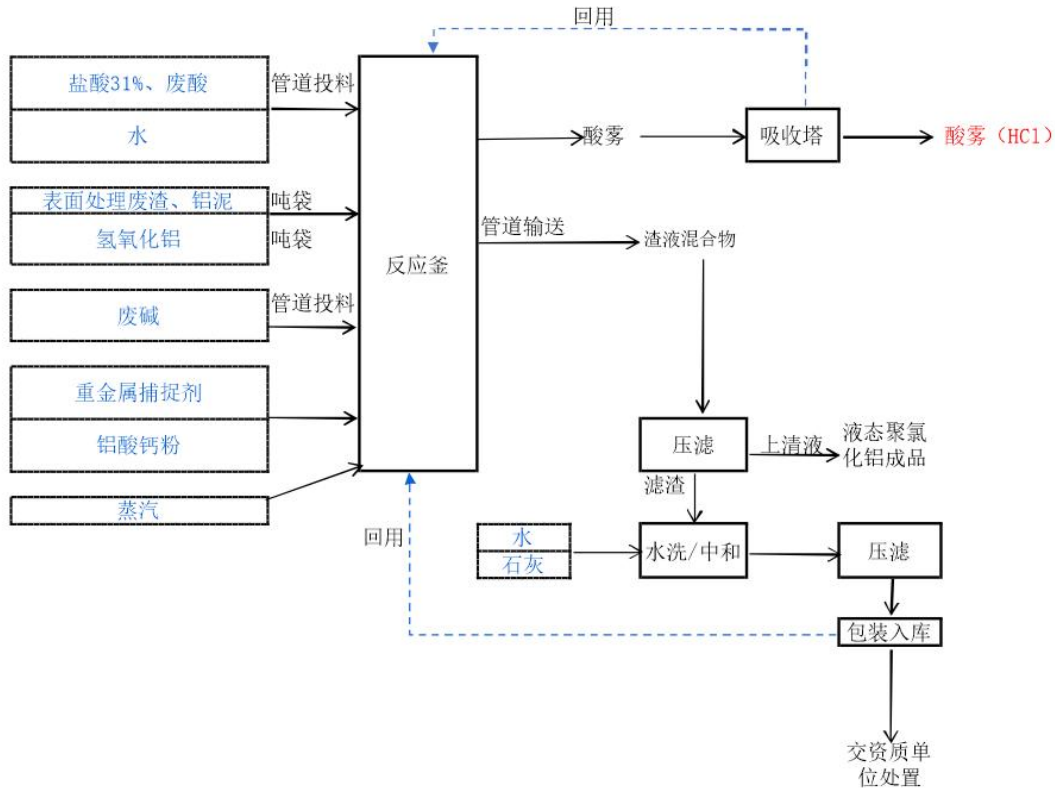 回用
盐酸31%、废酸
管道投料
水
酸雾
吸收塔
酸雾（HCl）
表面处理废渣、铝泥
吨袋
氢氧化铝
吨袋
管道输送
渣液混合物
反应釜
管道投料
废碱
重金属捕捉剂
铝酸钙粉
压滤
上清液
液态聚氯
化铝成品
滤渣
蒸汽
回用
水
石灰
水洗/中和
压滤
包装入库
交资质单
位处置